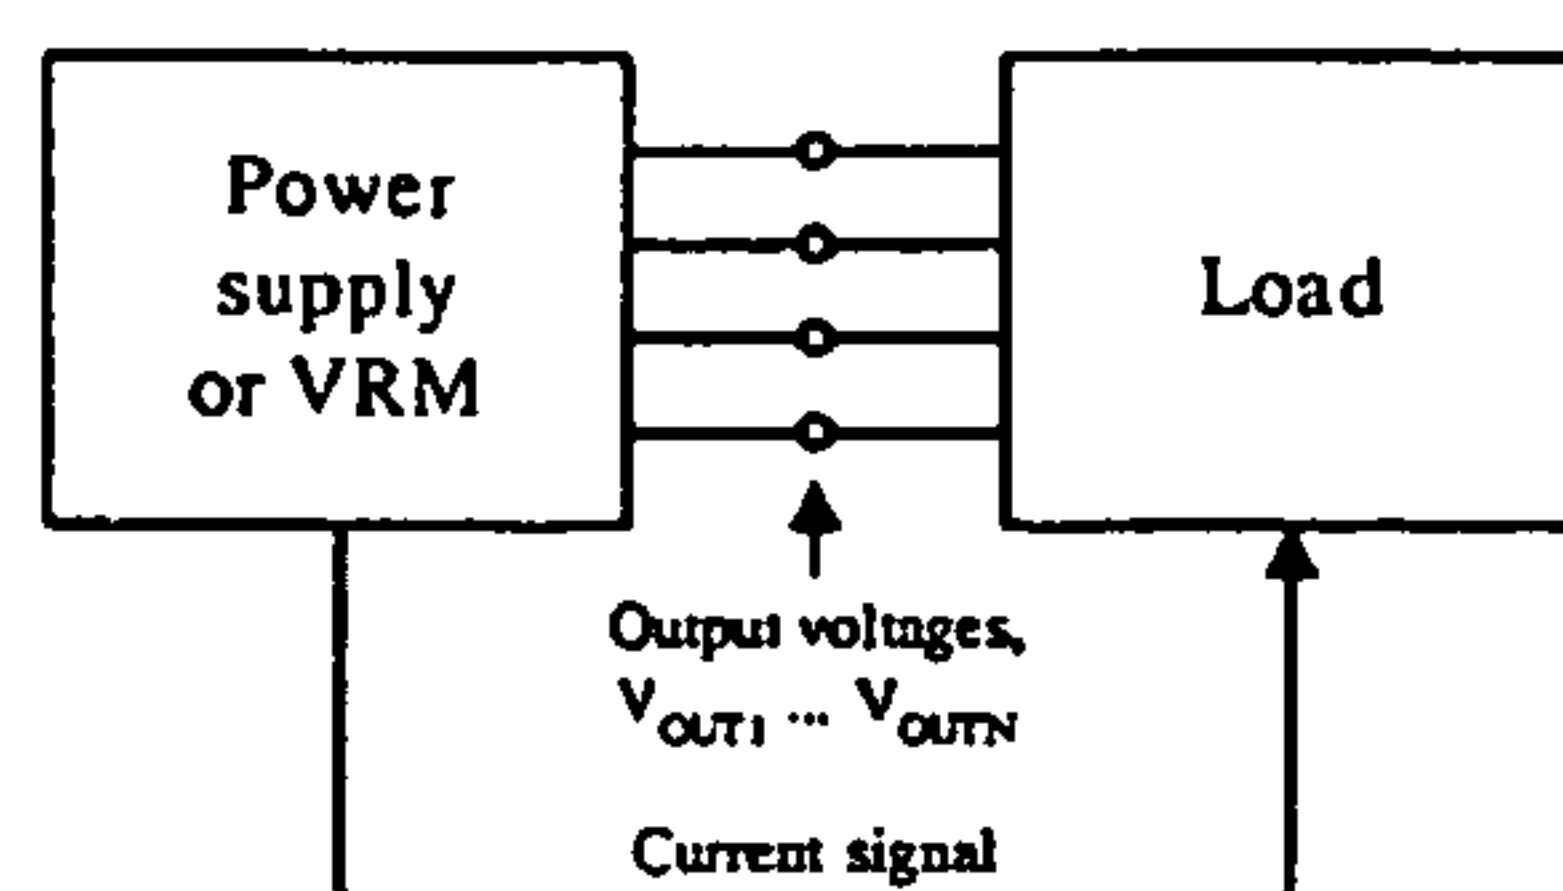 Power
supply
or VRM
Load
Output voltages,
VOUT1 ... VOUTN
Current signal